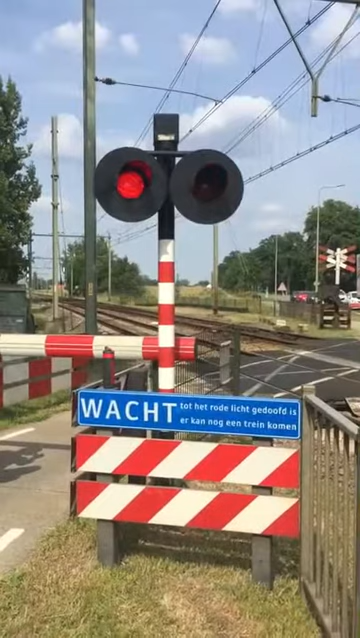 WACHT tot het rode licht gedoofd is
er kan nog een trein komen